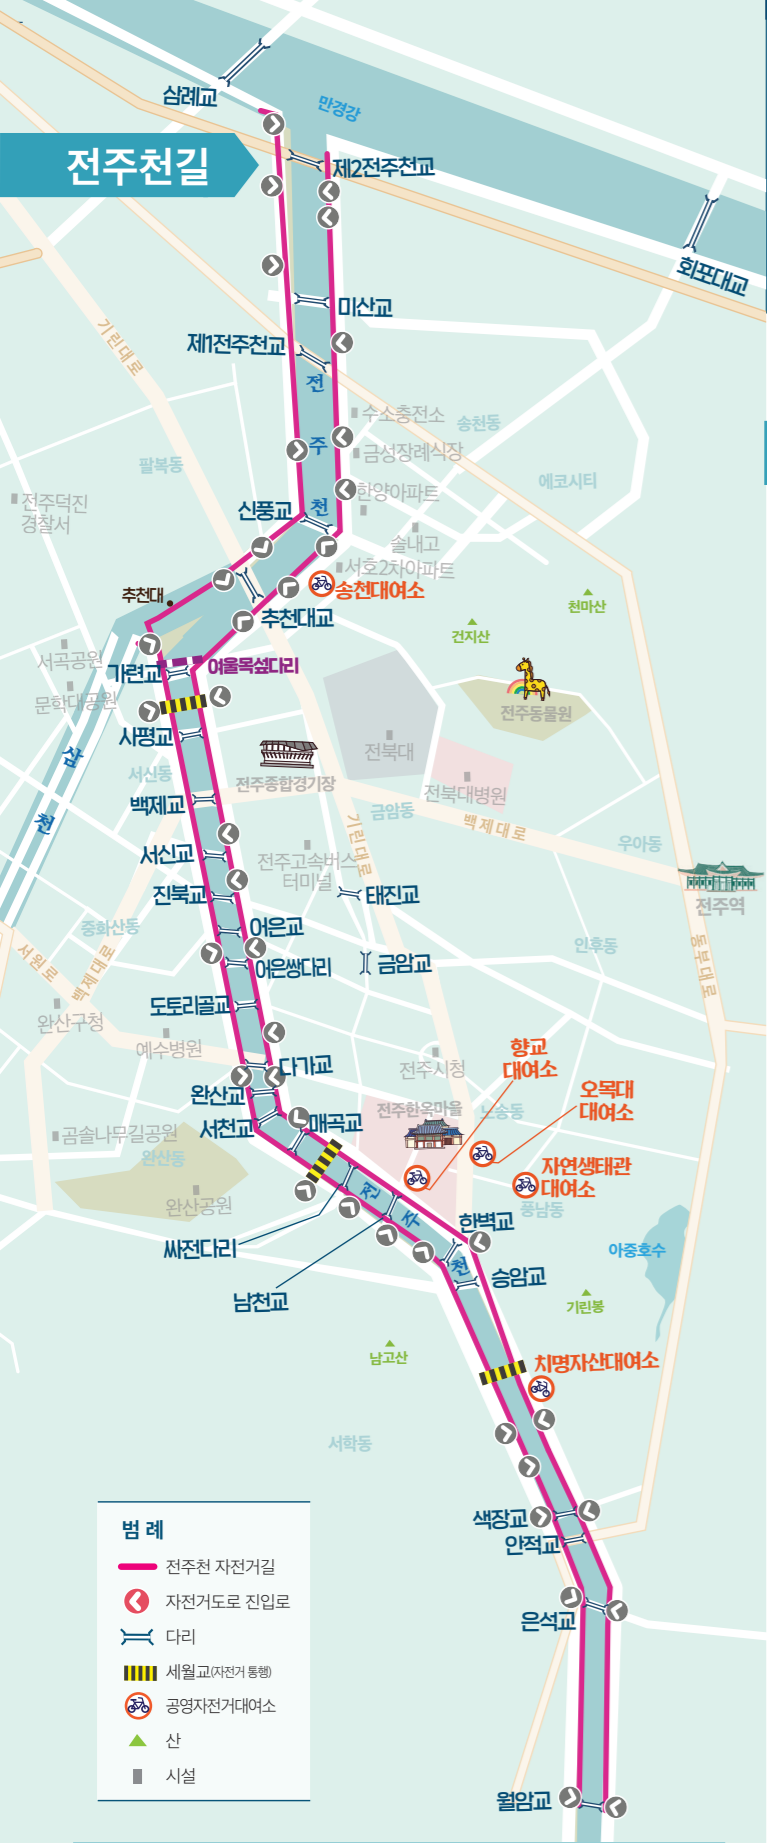 삼례교
만경강
전주천길
제2전주천교
회포대교
미산교
기린대로
제1전주천교
전
주
천
수소충전소
송천동
금성장례식장
팔복동
에코시티
한양아파트
전주덕진
경찰서
신풍교
솔내고
서호2차아파트
송천대여소
추천대
천마산
추천대교
건지산
서곡공원
가련교
여울목섶다리
문학대공원
전주동물원
사평교
전북대
삼
천
서신동
전주종합경기장
백제교
전북대병원
금암동
백제대로
기린대로
우아동
서신교
전주고속버스
터미널
진북교
태진교
전주역
중화산동
어은교
서원로
백제대로
인후동
동부대로
어은쌍다리
금암교
도토리골교
완산구청
예수병원
향교
대여소
다가교
전주시청
오목대
대여소
완산교
전주한옥마을
노송동
매곡교
서천교
곰솔나무길공원
완산동
자연생태관
대여소
완산공원
전
주
천
풍남동
한벽교
싸전다리
아중호수
승암교
남천교
기린봉
남고산
치명자산대여소
서학동
색장교
안적교
은석교
월암교
범 례
전주천 자전거길
자전거도로 진입로
다리
세월교(자전거 통행)
공영자전거대여소
산
시설